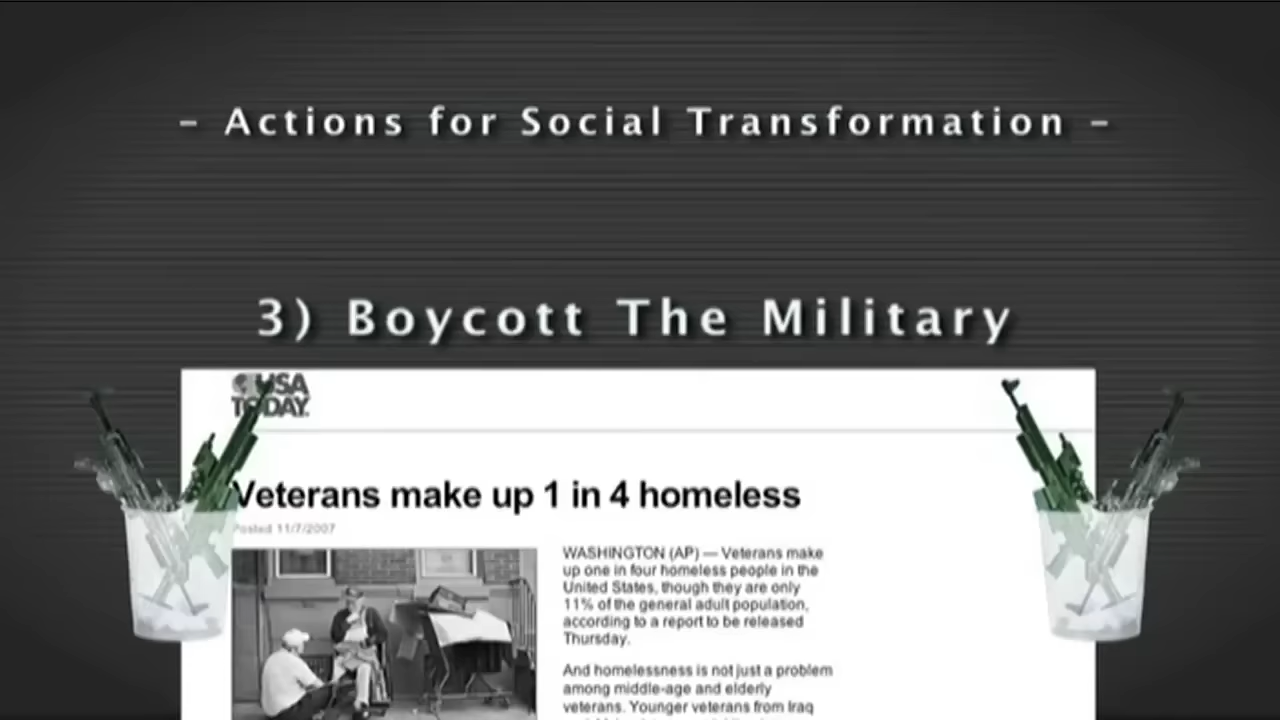 - Actions for Social Transformation -
3) Boycott The Military
USA
TODAY.
Veterans make up 1 in 4 homeless
Posted 11/7/2007
WASHINGTON (AP) — Veterans make
up one in four homeless people in the
United States, though they are only
11% of the general adult population,
according to a report to be released
Thursday.
And homelessness is not just a problem
among middle-age and elderly
veterans. Younger veterans from Iraq